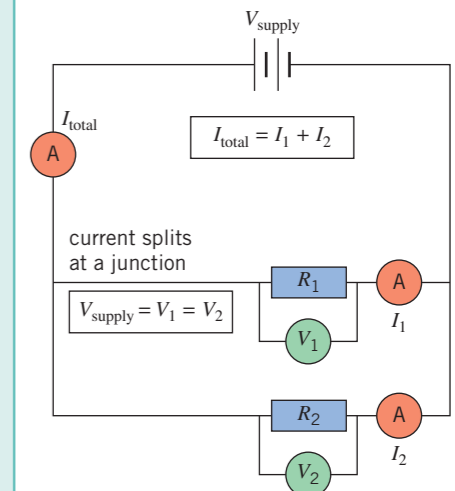 V_supply
I_total
A
I_total = I_1 + I_2
current splits
at a junction
R_1
A
V_supply = V_1 = V_2
V_1
I_1
R_2
A
V_2
I_2